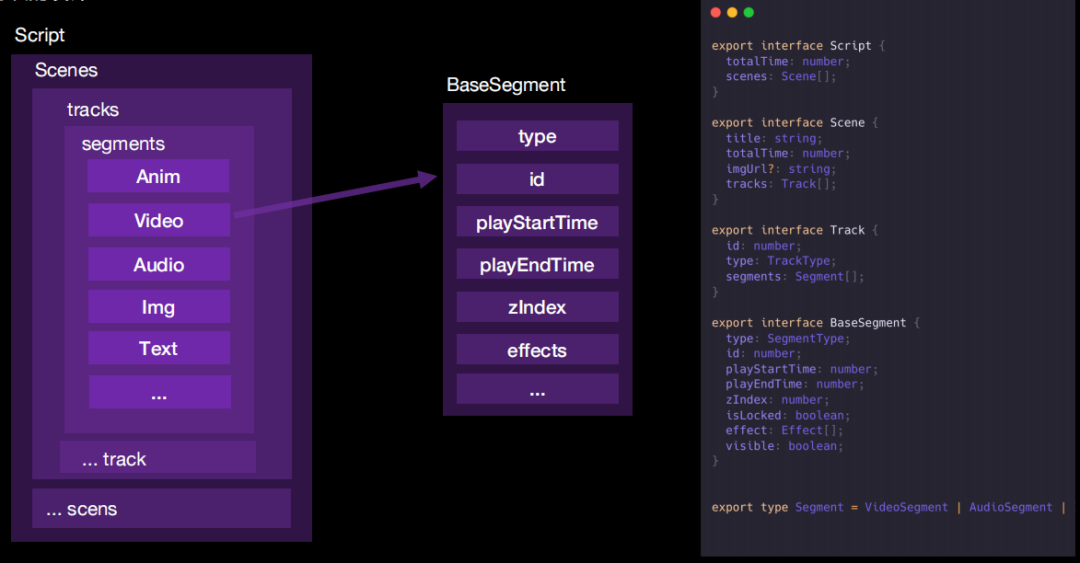 Script
Scenes
tracks
segments
Anim
Video
Audio
Img
Text
...
... track
... scens
BaseSegment
type
id
playStartTime
playEndTime
zIndex
effects
...
export interface Script {
  totalTime: number;
  scenes: Scene[];
}
export interface Scene {
  title: string;
  totalTime: number;
  imgUrl?: string;
  tracks: Track[];
}
export interface Track {
  id: number;
  type: TrackType;
  segments: Segment[];
}
export interface BaseSegment {
  type: SegmentType;
  id: number;
  playStartTime: number;
  playEndTime: number;
  zIndex: number;
  isLocked: boolean;
  effect: Effect[];
  visible: boolean;
}
export type Segment = VideoSegment | AudioSegment |